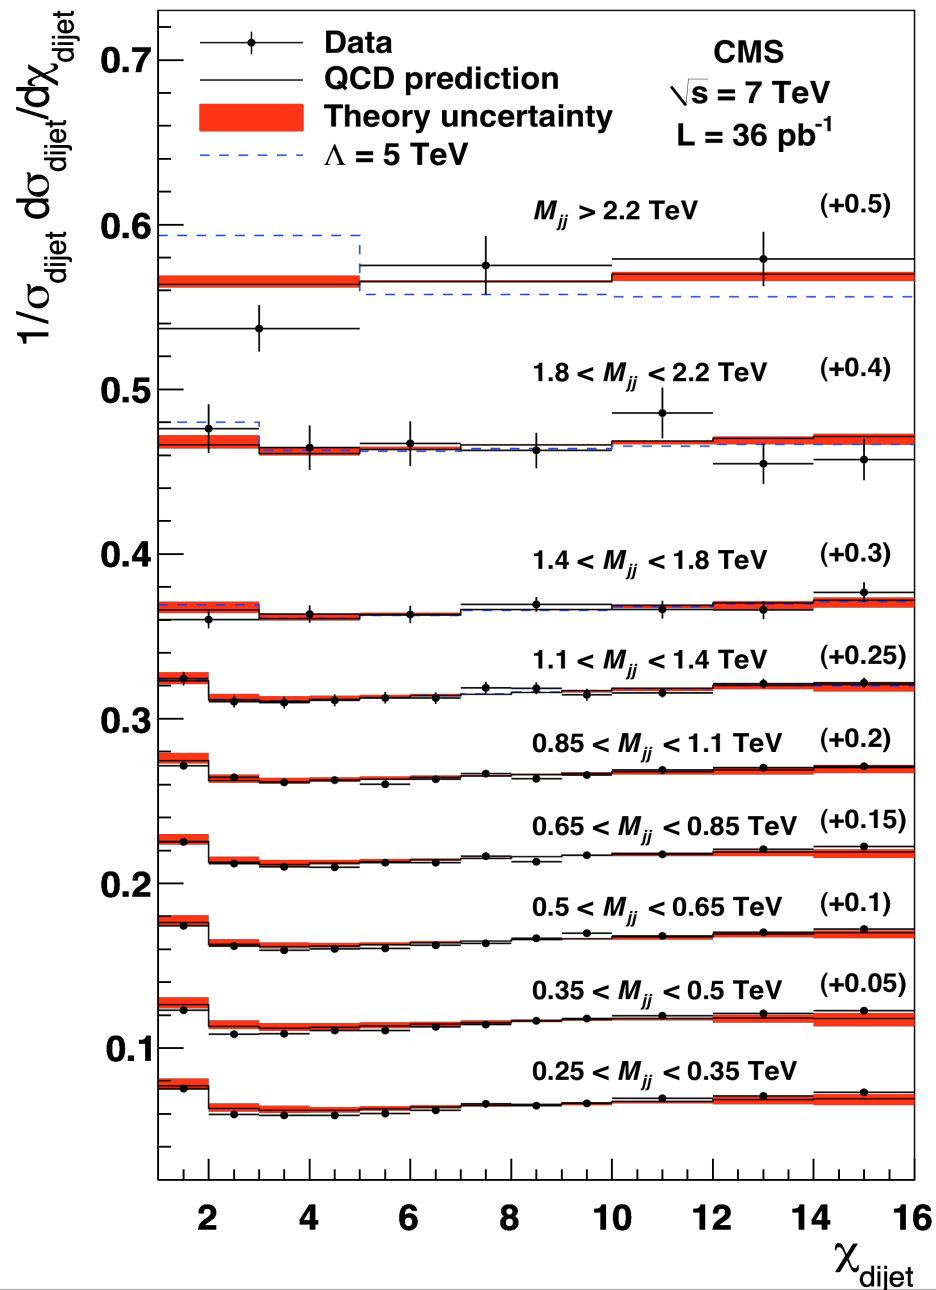 1/σ_dijet dσ_dijet/dχ_dijet
Data
QCD prediction
Theory uncertainty
Λ = 5 TeV
CMS
√s = 7 TeV
L = 36 pb⁻¹
M_jj > 2.2 TeV (+0.5)
1.8 < M_jj < 2.2 TeV (+0.4)
1.4 < M_jj < 1.8 TeV (+0.3)
1.1 < M_jj < 1.4 TeV (+0.25)
0.85 < M_jj < 1.1 TeV (+0.2)
0.65 < M_jj < 0.85 TeV (+0.15)
0.5 < M_jj < 0.65 TeV (+0.1)
0.35 < M_jj < 0.5 TeV (+0.05)
0.25 < M_jj < 0.35 TeV
0.7
0.6
0.5
0.4
0.3
0.2
0.1
2 4 6 8 10 12 14 16
χ_dijet